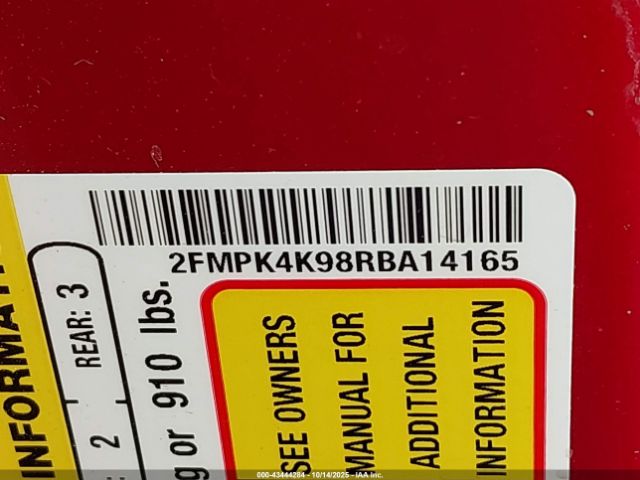 2FMPK4K98RBA14165
INFORMATI
2 REAR: 3
g or 910 lbs.
SEE OWNERS
MANUAL FOR
ADDITIONAL
INFORMATION
000-43444284 - 10/14/2025 - IAA Inc.